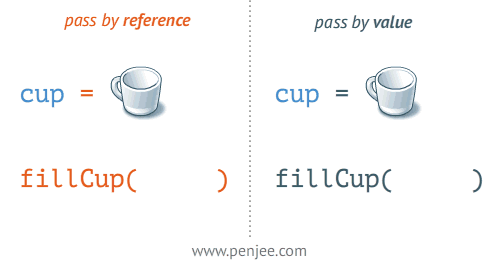 pass by reference
cup =
fillCup( )
pass by value
cup =
fillCup( )
www.penjee.com